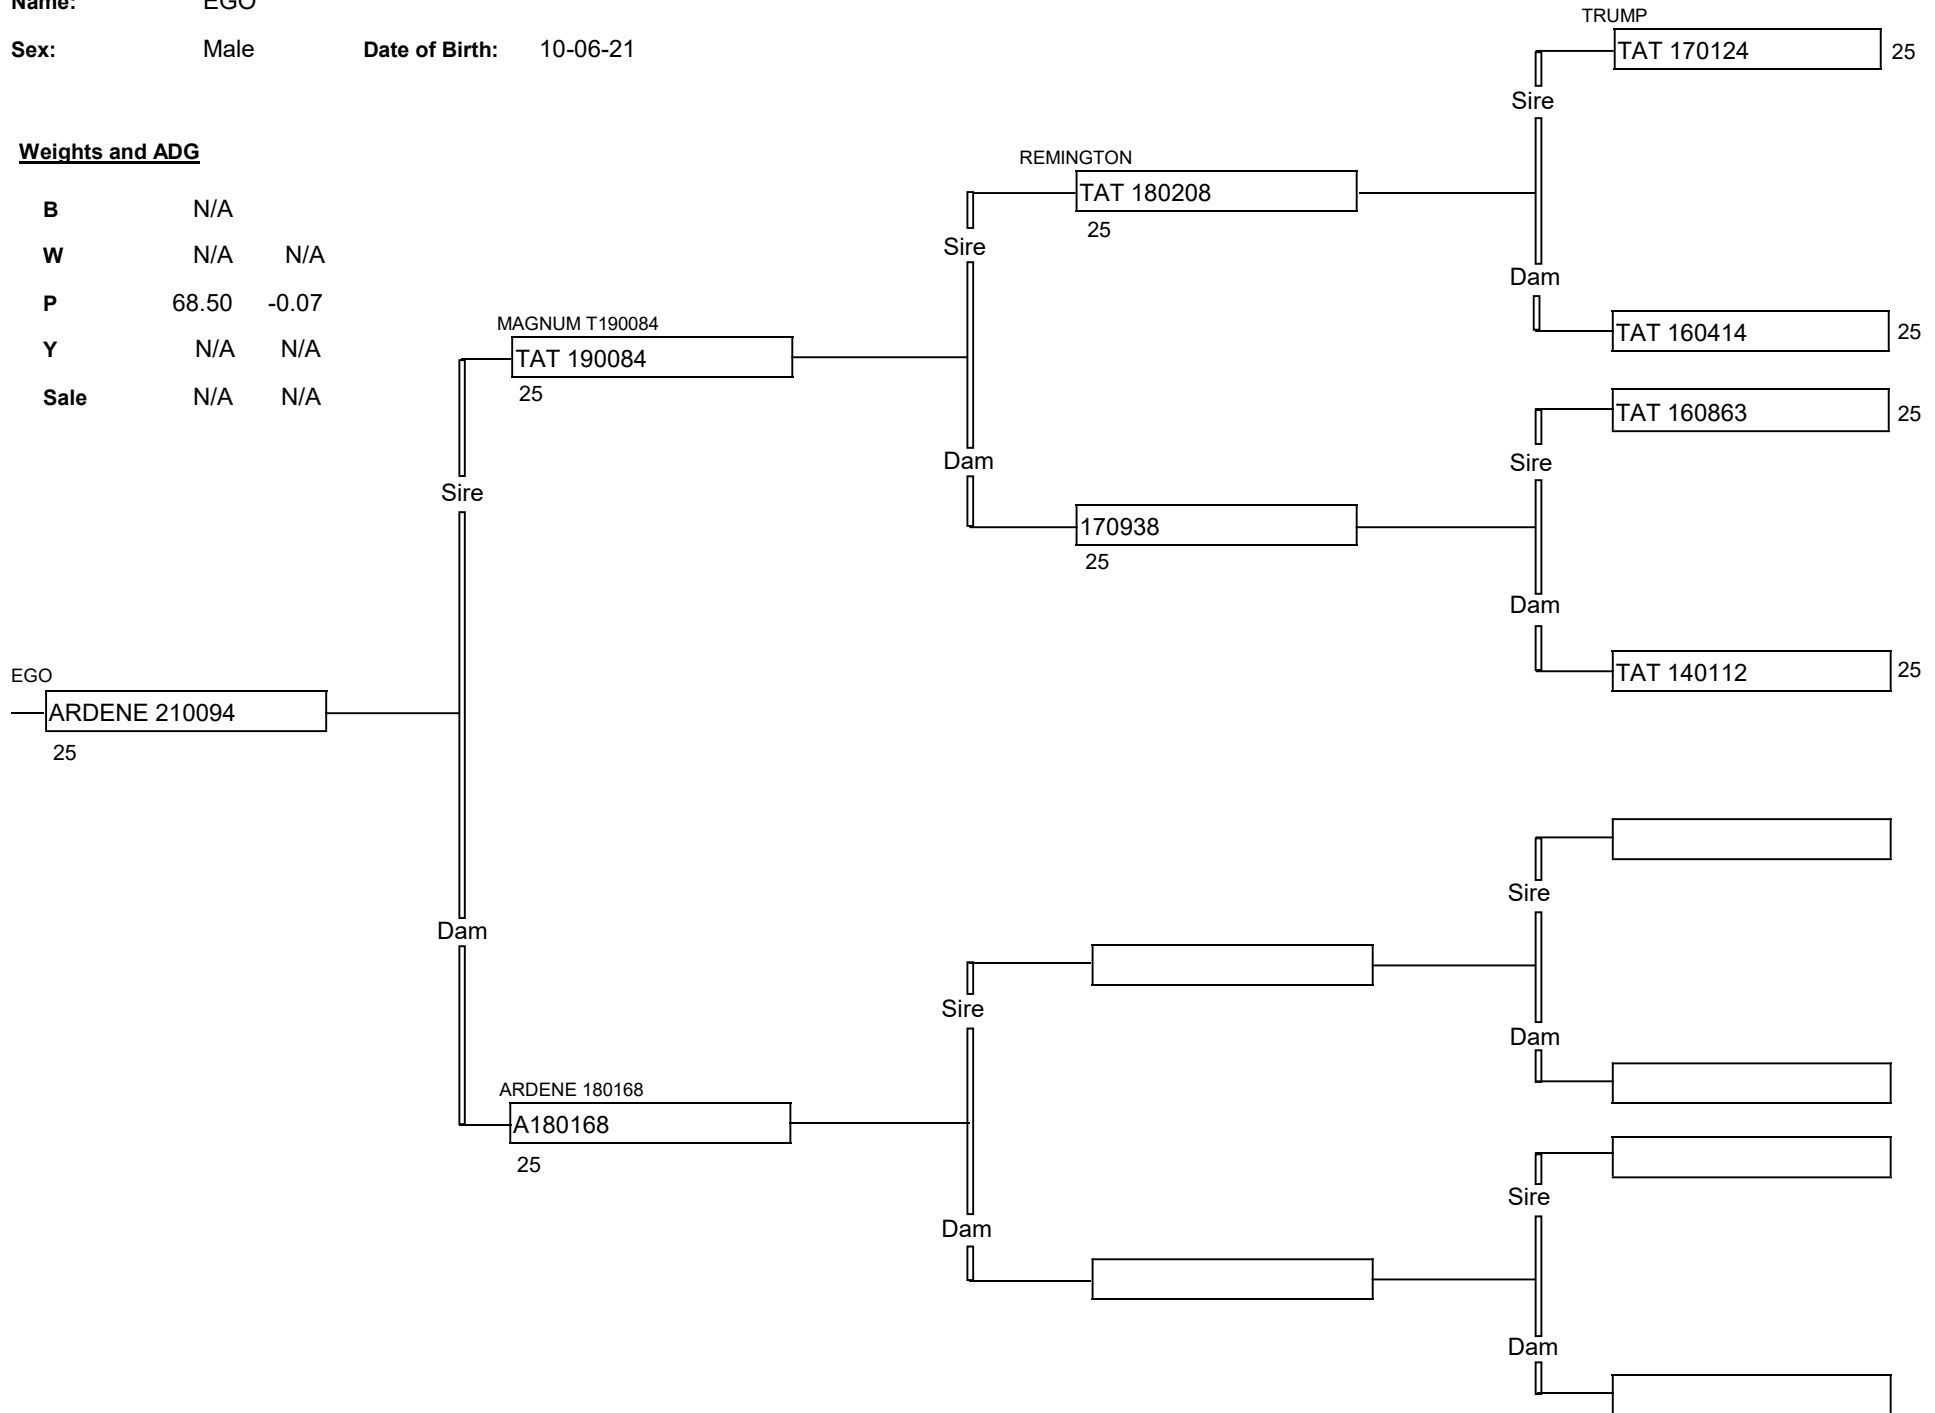 Name: EGO
Sex: Male Date of Birth: 10-06-21
Weights and ADG
B N/A
W N/A N/A
P 68.50 -0.07
Y N/A N/A
Sale N/A N/A
EGO
ARDENE 210094
25
Sire
Dam
MAGNUM T190084
TAT 190084
25
ARDENE 180168
A180168
25
Sire
Dam
Sire
Dam
REMINGTON
TAT 180208
25
170938
25
Sire
Dam
Sire
Dam
Sire
Dam
Sire
Dam
TRUMP
TAT 170124 25
TAT 160414 25
TAT 160863 25
TAT 140112 25